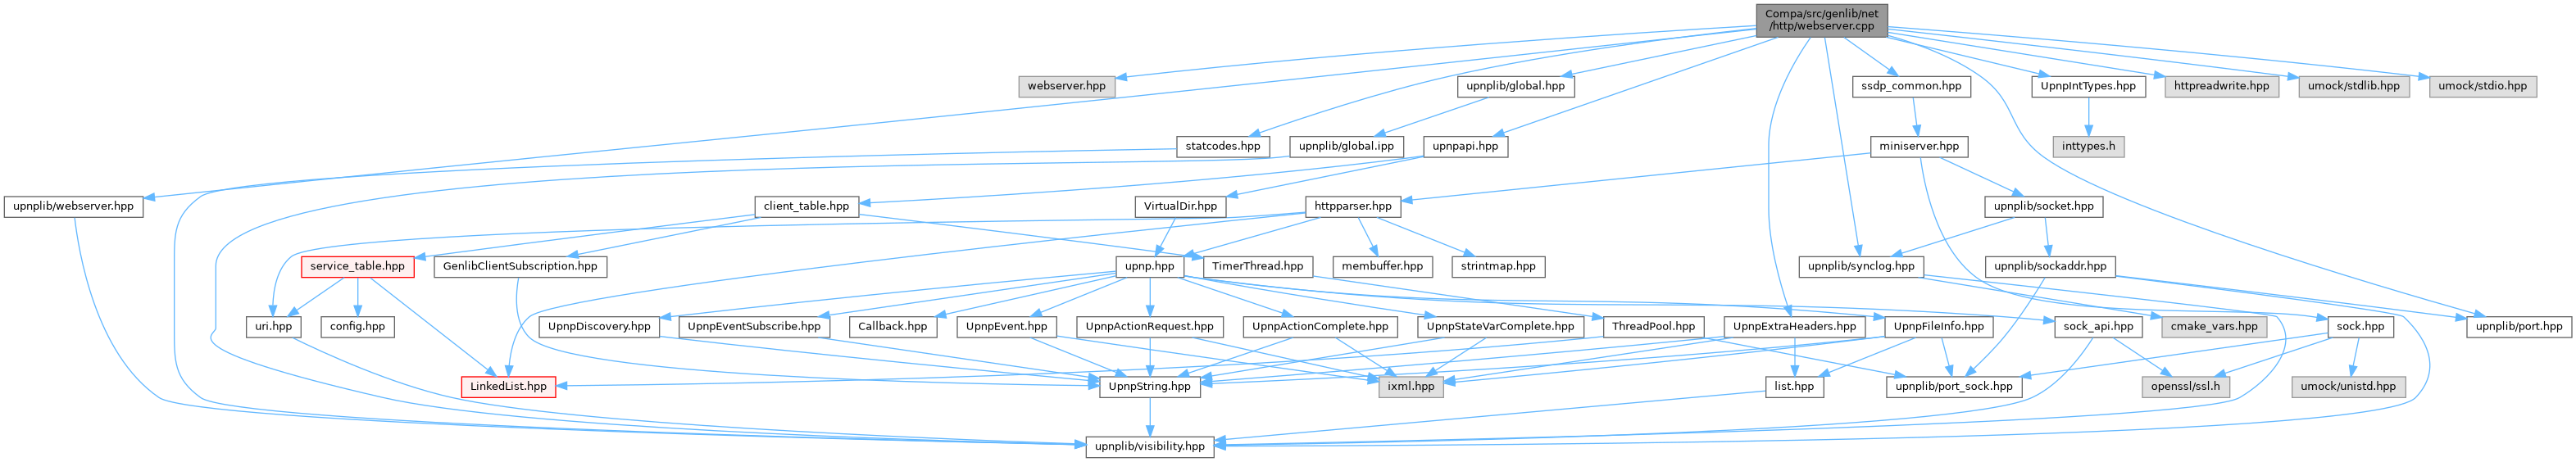 Compa/src/genlib/net
/http/webserver.cpp
webserver.hpp
upnplib/global.hpp
ssdp_common.hpp
UpnpIntTypes.hpp
httpreadwrite.hpp
umock/stdlib.hpp
umock/stdio.hpp
statcodes.hpp
upnplib/global.ipp
upnpapi.hpp
miniserver.hpp
inttypes.h
upnplib/webserver.hpp
client_table.hpp
VirtualDir.hpp
httpparser.hpp
upnplib/socket.hpp
service_table.hpp
GenlibClientSubscription.hpp
upnp.hpp
TimerThread.hpp
membuffer.hpp
strintmap.hpp
upnplib/synclog.hpp
upnplib/sockaddr.hpp
uri.hpp
config.hpp
UpnpDiscovery.hpp
UpnpEventSubscribe.hpp
Callback.hpp
UpnpEvent.hpp
UpnpActionRequest.hpp
UpnpActionComplete.hpp
UpnpStateVarComplete.hpp
ThreadPool.hpp
UpnpExtraHeaders.hpp
UpnpFileInfo.hpp
sock_api.hpp
cmake_vars.hpp
sock.hpp
upnplib/port.hpp
LinkedList.hpp
UpnpString.hpp
ixml.hpp
list.hpp
upnplib/port_sock.hpp
openssl/ssl.h
umock/unistd.hpp
upnplib/visibility.hpp